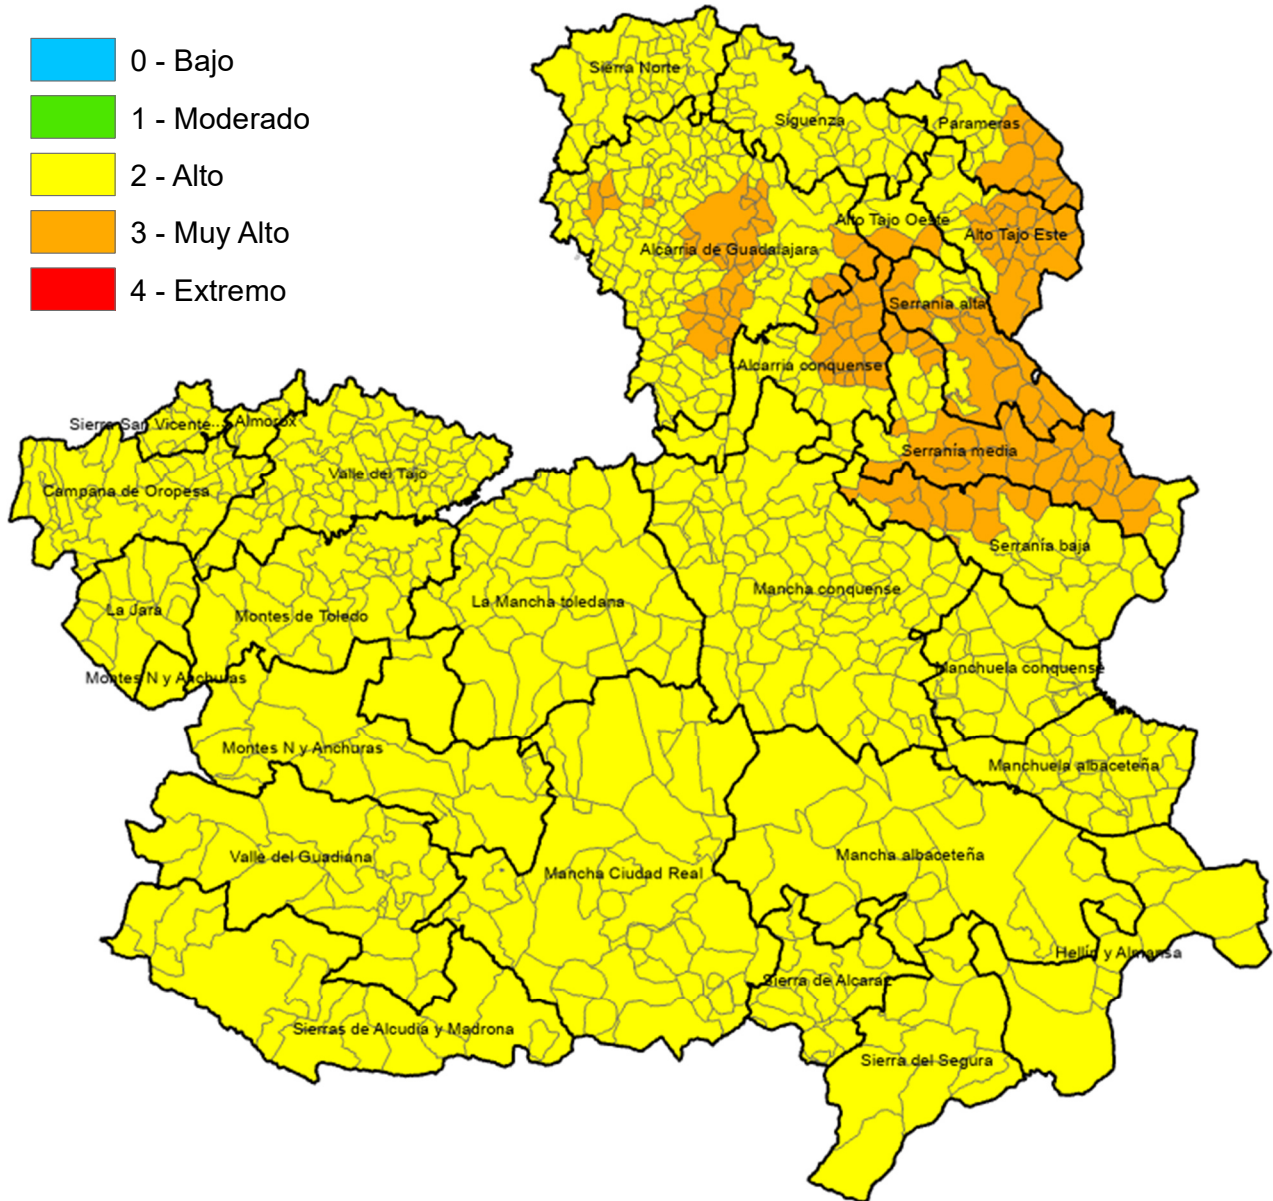 0 - Bajo
1 - Moderado
2 - Alto
3 - Muy Alto
4 - Extremo
Sierra Norte
Sigüenza
Parameras
Alto Tajo Oeste
Alto Tajo Este
Alcarria de Guadalajara
Serranía alta
Alcarria conquense
Sierra San Vicente...
Almorox
Serranía media
Valle del Tajo
Campana de Oropesa
Serranía baja
Mancha conquense
La Mancha toledana
La Jara
Montes de Toledo
Manchuela conquense
Montes N y Anchuras
Montes N y Anchuras
Manchuela albaceteña
Valle del Guadiana
Mancha albaceteña
Mancha Ciudad Real
Hellín y Almansa
Sierra de Alcaraz
Sierras de Alcudia y Madrona
Sierra del Segura